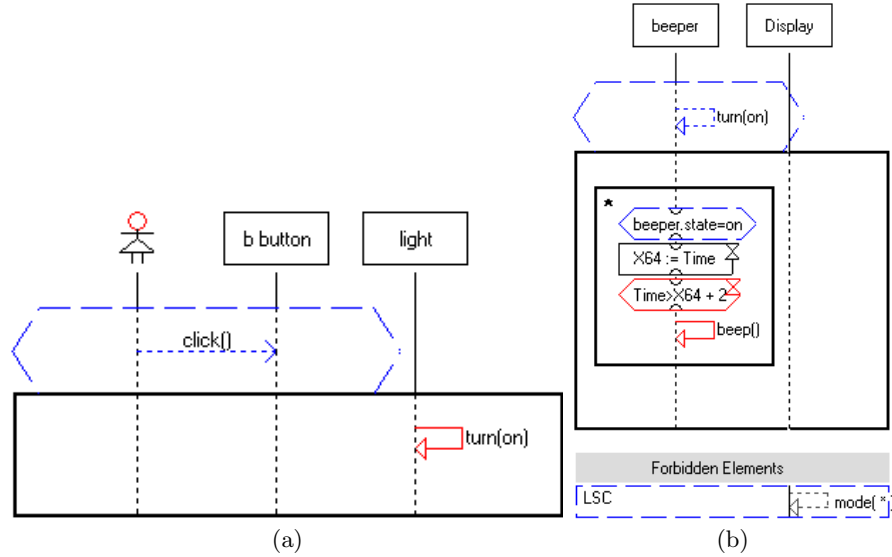 b button
light
click()
turn(on)
(a)
beeper
Display
turn(on)
*
beeper.state=on
X64 := Time
Time>X64 + 2
beep()
Forbidden Elements
LSC
mode( *
(b)